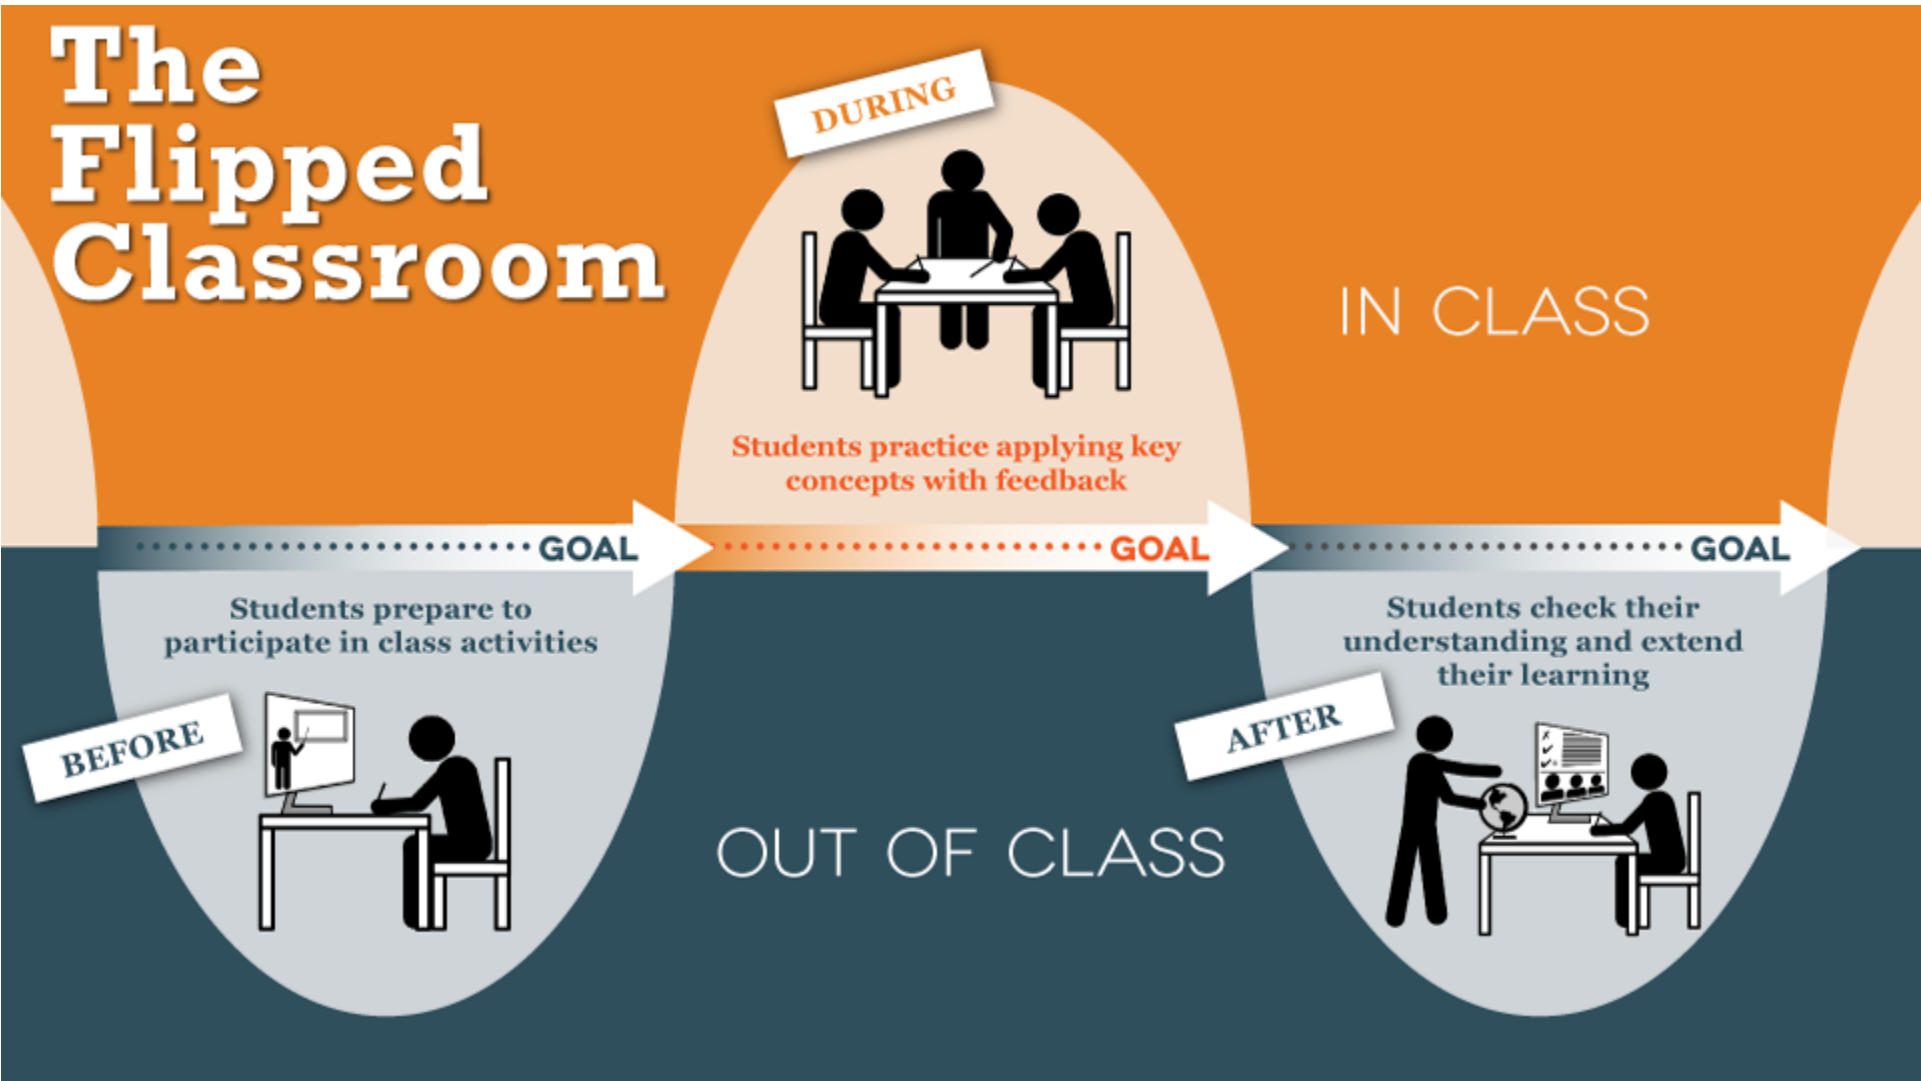 The
Flipped
Classroom
DURING
IN CLASS
Students practice applying key
concepts with feedback
GOAL
GOAL
GOAL
Students prepare to
participate in class activities
BEFORE
OUT OF CLASS
Students check their
understanding and extend
their learning
AFTER